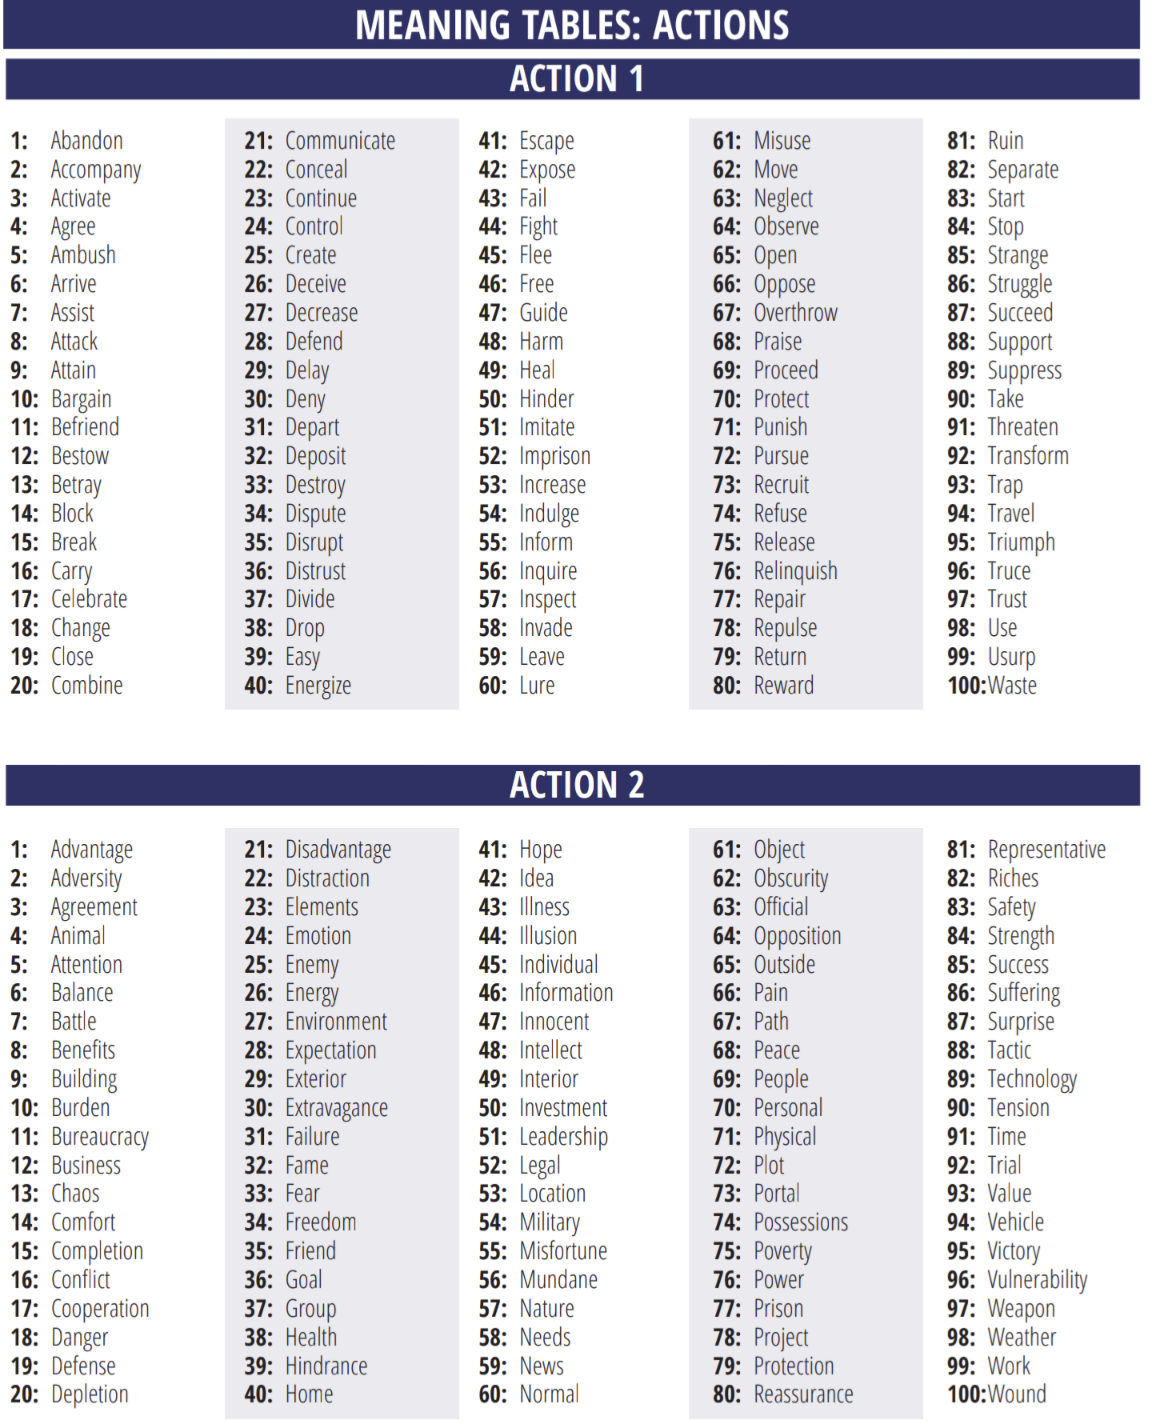 MEANING TABLES: ACTIONS
ACTION 1
1: Abandon
2: Accompany
3: Activate
4: Agree
5: Ambush
6: Arrive
7: Assist
8: Attack
9: Attain
10: Bargain
11: Befriend
12: Bestow
13: Betray
14: Block
15: Break
16: Carry
17: Celebrate
18: Change
19: Close
20: Combine
21: Communicate
22: Conceal
23: Continue
24: Control
25: Create
26: Deceive
27: Decrease
28: Defend
29: Delay
30: Deny
31: Depart
32: Deposit
33: Destroy
34: Dispute
35: Disrupt
36: Distrust
37: Divide
38: Drop
39: Easy
40: Energize
41: Escape
42: Expose
43: Fail
44: Fight
45: Flee
46: Free
47: Guide
48: Harm
49: Heal
50: Hinder
51: Imitate
52: Imprison
53: Increase
54: Indulge
55: Inform
56: Inquire
57: Inspect
58: Invade
59: Leave
60: Lure
61: Misuse
62: Move
63: Neglect
64: Observe
65: Open
66: Oppose
67: Overthrow
68: Praise
69: Proceed
70: Protect
71: Punish
72: Pursue
73: Recruit
74: Refuse
75: Release
76: Relinquish
77: Repair
78: Repulse
79: Return
80: Reward
81: Ruin
82: Separate
83: Start
84: Stop
85: Strange
86: Struggle
87: Succeed
88: Support
89: Suppress
90: Take
91: Threaten
92: Transform
93: Trap
94: Travel
95: Triumph
96: Truce
97: Trust
98: Use
99: Usurp
100:Waste
ACTION 2
1: Advantage
2: Adversity
3: Agreement
4: Animal
5: Attention
6: Balance
7: Battle
8: Benefits
9: Building
10: Burden
11: Bureaucracy
12: Business
13: Chaos
14: Comfort
15: Completion
16: Conflict
17: Cooperation
18: Danger
19: Defense
20: Depletion
21: Disadvantage
22: Distraction
23: Elements
24: Emotion
25: Enemy
26: Energy
27: Environment
28: Expectation
29: Exterior
30: Extravagance
31: Failure
32: Fame
33: Fear
34: Freedom
35: Friend
36: Goal
37: Group
38: Health
39: Hindrance
40: Home
41: Hope
42: Idea
43: Illness
44: Illusion
45: Individual
46: Information
47: Innocent
48: Intellect
49: Interior
50: Investment
51: Leadership
52: Legal
53: Location
54: Military
55: Misfortune
56: Mundane
57: Nature
58: Needs
59: News
60: Normal
61: Object
62: Obscurity
63: Official
64: Opposition
65: Outside
66: Pain
67: Path
68: Peace
69: People
70: Personal
71: Physical
72: Plot
73: Portal
74: Possessions
75: Poverty
76: Power
77: Prison
78: Project
79: Protection
80: Reassurance
81: Representative
82: Riches
83: Safety
84: Strength
85: Success
86: Suffering
87: Surprise
88: Tactic
89: Technology
90: Tension
91: Time
92: Trial
93: Value
94: Vehicle
95: Victory
96: Vulnerability
97: Weapon
98: Weather
99: Work
100:Wound